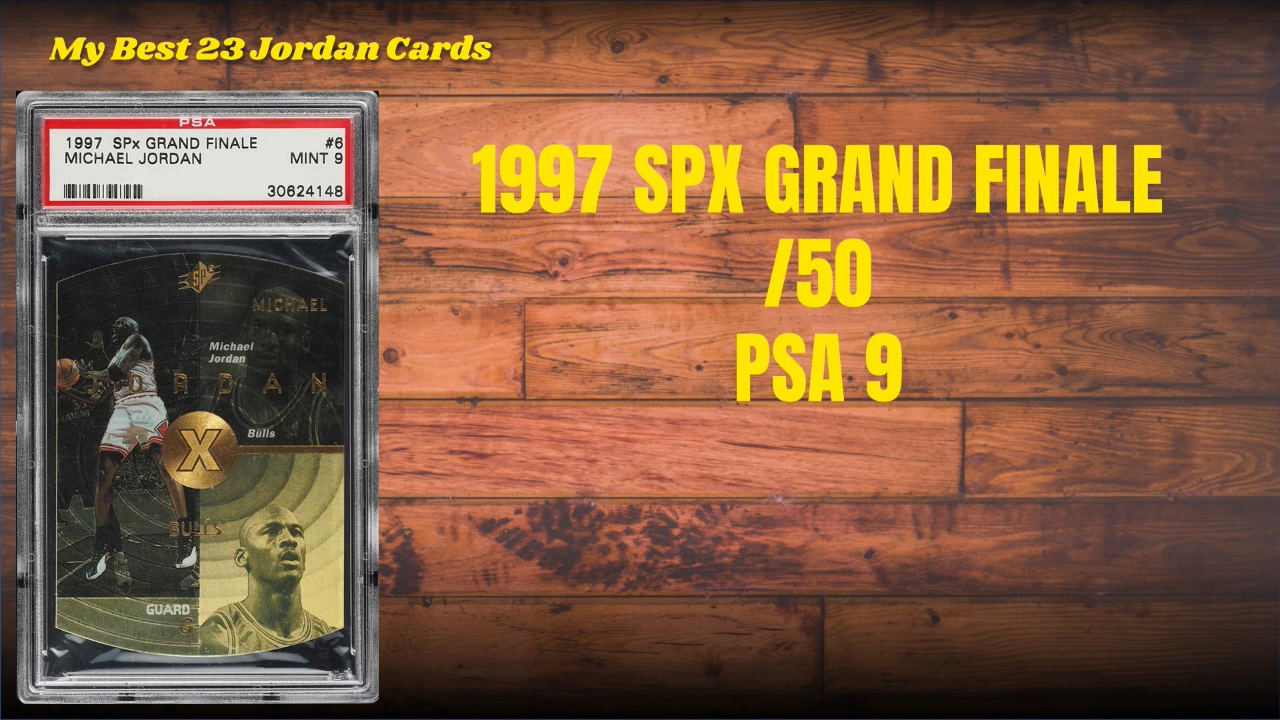 My Best 23 Jordan Cards
PSA
1997 SPx GRAND FINALE #6
MICHAEL JORDAN MINT 9
30624148
SPx
MICHAEL
Michael
Jordan
JORDAN
X
Bulls
BULLS
GUARD
1997 SPX GRAND FINALE
/50
PSA 9